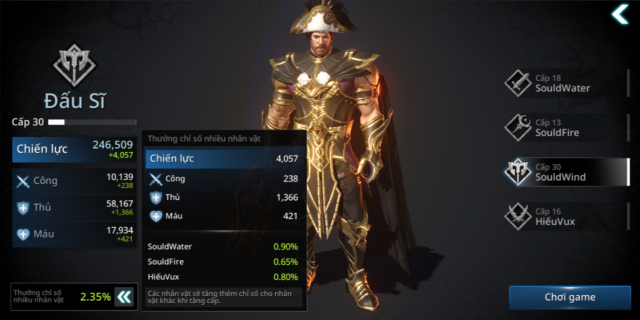 Đấu Sĩ
Cấp 30
Chiến lực 246,509
+4,057
Công 10,139
+238
Thủ 58,167
+1,366
Máu 17,934
+421
Thưởng chỉ số
nhiều nhân vật 2.35%
Thưởng chỉ số nhiều nhân vật
Chiến lực 4,057
Công 238
Thủ 1,366
Máu 421
SouldWater 0.90%
SouldFire 0.65%
HiếuVux 0.80%
Các nhân vật sẽ tăng thêm chỉ số cho nhân
vật khác khi tăng cấp.
Cấp 18
SouldWater
Cấp 13
SouldFire
Cấp 30
SouldWind
Cấp 16
HiếuVux
Chơi game